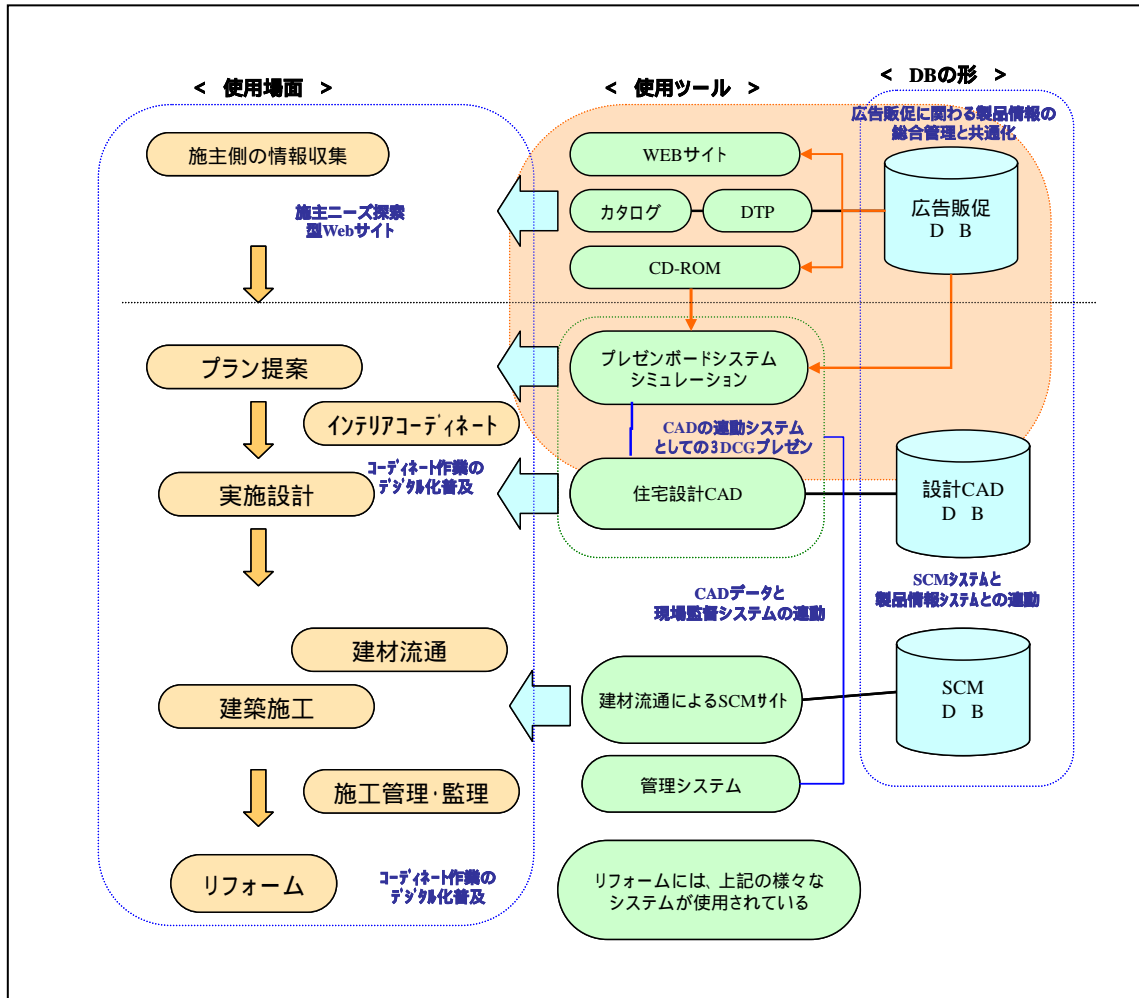 < 使用場面 >
< 使用ツール >
< DBの形 >
広告販促に関わる製品情報の
総合管理と共通化
施主側の情報収集
WEBサイト
施主ニーズ探索
型Webサイト
カタログ
DTP
広告販促
D B
CD-ROM
プラン提案
プレゼンボードシステム
シミュレーション
インテリアコーディネート
CADの連動システム
としての3DCGプレゼン
コーディネート作業の
デジタル化普及
実施設計
住宅設計CAD
設計CAD
D B
SCMシステムと
製品情報システムとの連動
CADデータと
現場監督システムの連動
建材流通
建築施工
建材流通によるSCMサイト
SCM
D B
施工管理・監理
管理システム
リフォーム
コーディネート作業の
デジタル化普及
リフォームには、上記の様々な
システムが使用されている